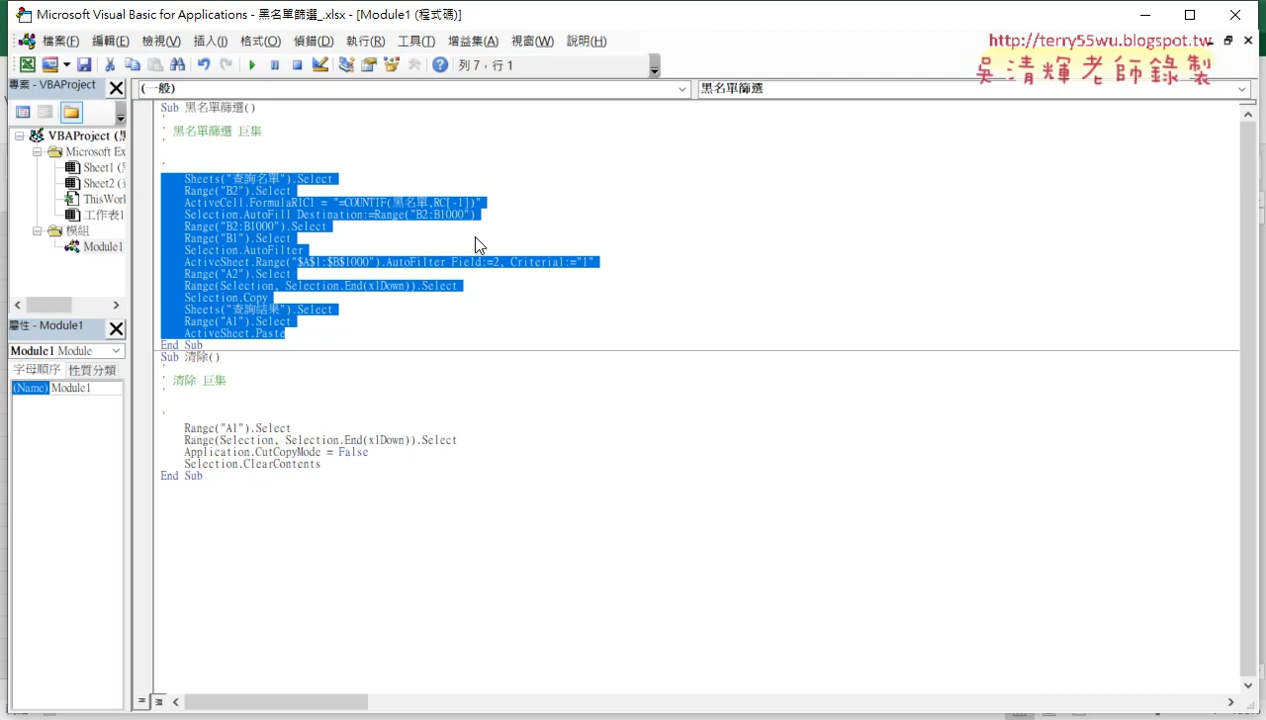 Microsoft Visual Basic for Applications - 黑名單篩選_.xlsx - [Module1 (程式碼)]
檔案(F) 編輯(E) 檢視(V) 插入(I) 格式(O) 偵錯(D) 執行(R) 工具(T) 增益集(A) 視窗(W) 說明(H)
http://terry55wu.blogspot.tw
吳清輝老師錄製
列 7，行 1
專案 - VBAProject
(一般)
黑名單篩選
VBAProject (
Microsoft Ex
Sheet1 (
Sheet2 (
ThisWor
工作表1
模組
Module1
屬性 - Module1
Module1 Module
字母順序 性質分類
(Name) Module1
Sub 黑名單篩選()
'
' 黑名單篩選 巨集
'
'
Sheets("查詢名單").Select
Range("B2").Select
ActiveCell.FormulaR1C1 = "=COUNTIF(黑名單,RC[-1])"
Selection.AutoFill Destination:=Range("B2:B1000")
Range("B2:B1000").Select
Range("B1").Select
Selection.AutoFilter
ActiveSheet.Range("$A$1:$B$1000").AutoFilter Field:=2, Criteria1:="1"
Range("A2").Select
Range(Selection, Selection.End(xlDown)).Select
Selection.Copy
Sheets("查詢結果").Select
Range("A1").Select
ActiveSheet.Paste
End Sub
Sub 清除()
'
' 清除 巨集
'
'
Range("A1").Select
Range(Selection, Selection.End(xlDown)).Select
Application.CutCopyMode = False
Selection.ClearContents
End Sub